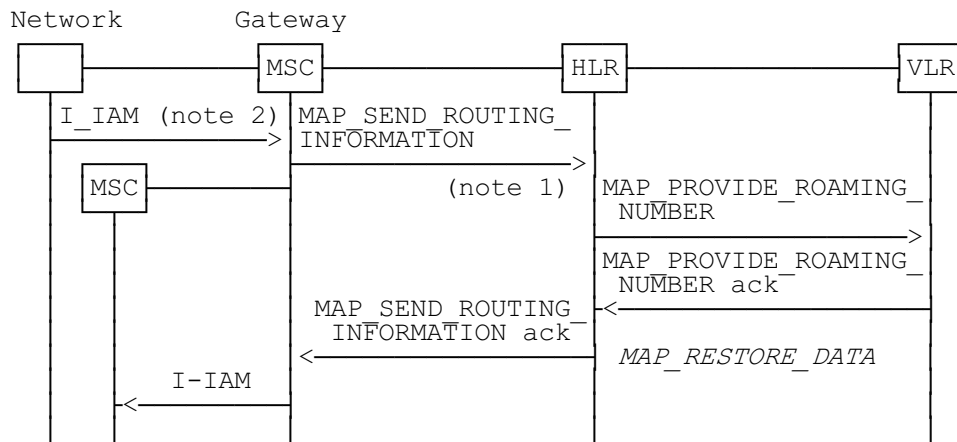 Network Gateway
MSC HLR VLR
I_IAM (note 2) MAP_SEND_ROUTING_
INFORMATION
MSC (note 1) MAP_PROVIDE_ROAMING_
NUMBER
MAP_PROVIDE_ROAMING_
NUMBER ack
MAP_SEND_ROUTING_
INFORMATION ack
MAP_RESTORE_DATA
I-IAM